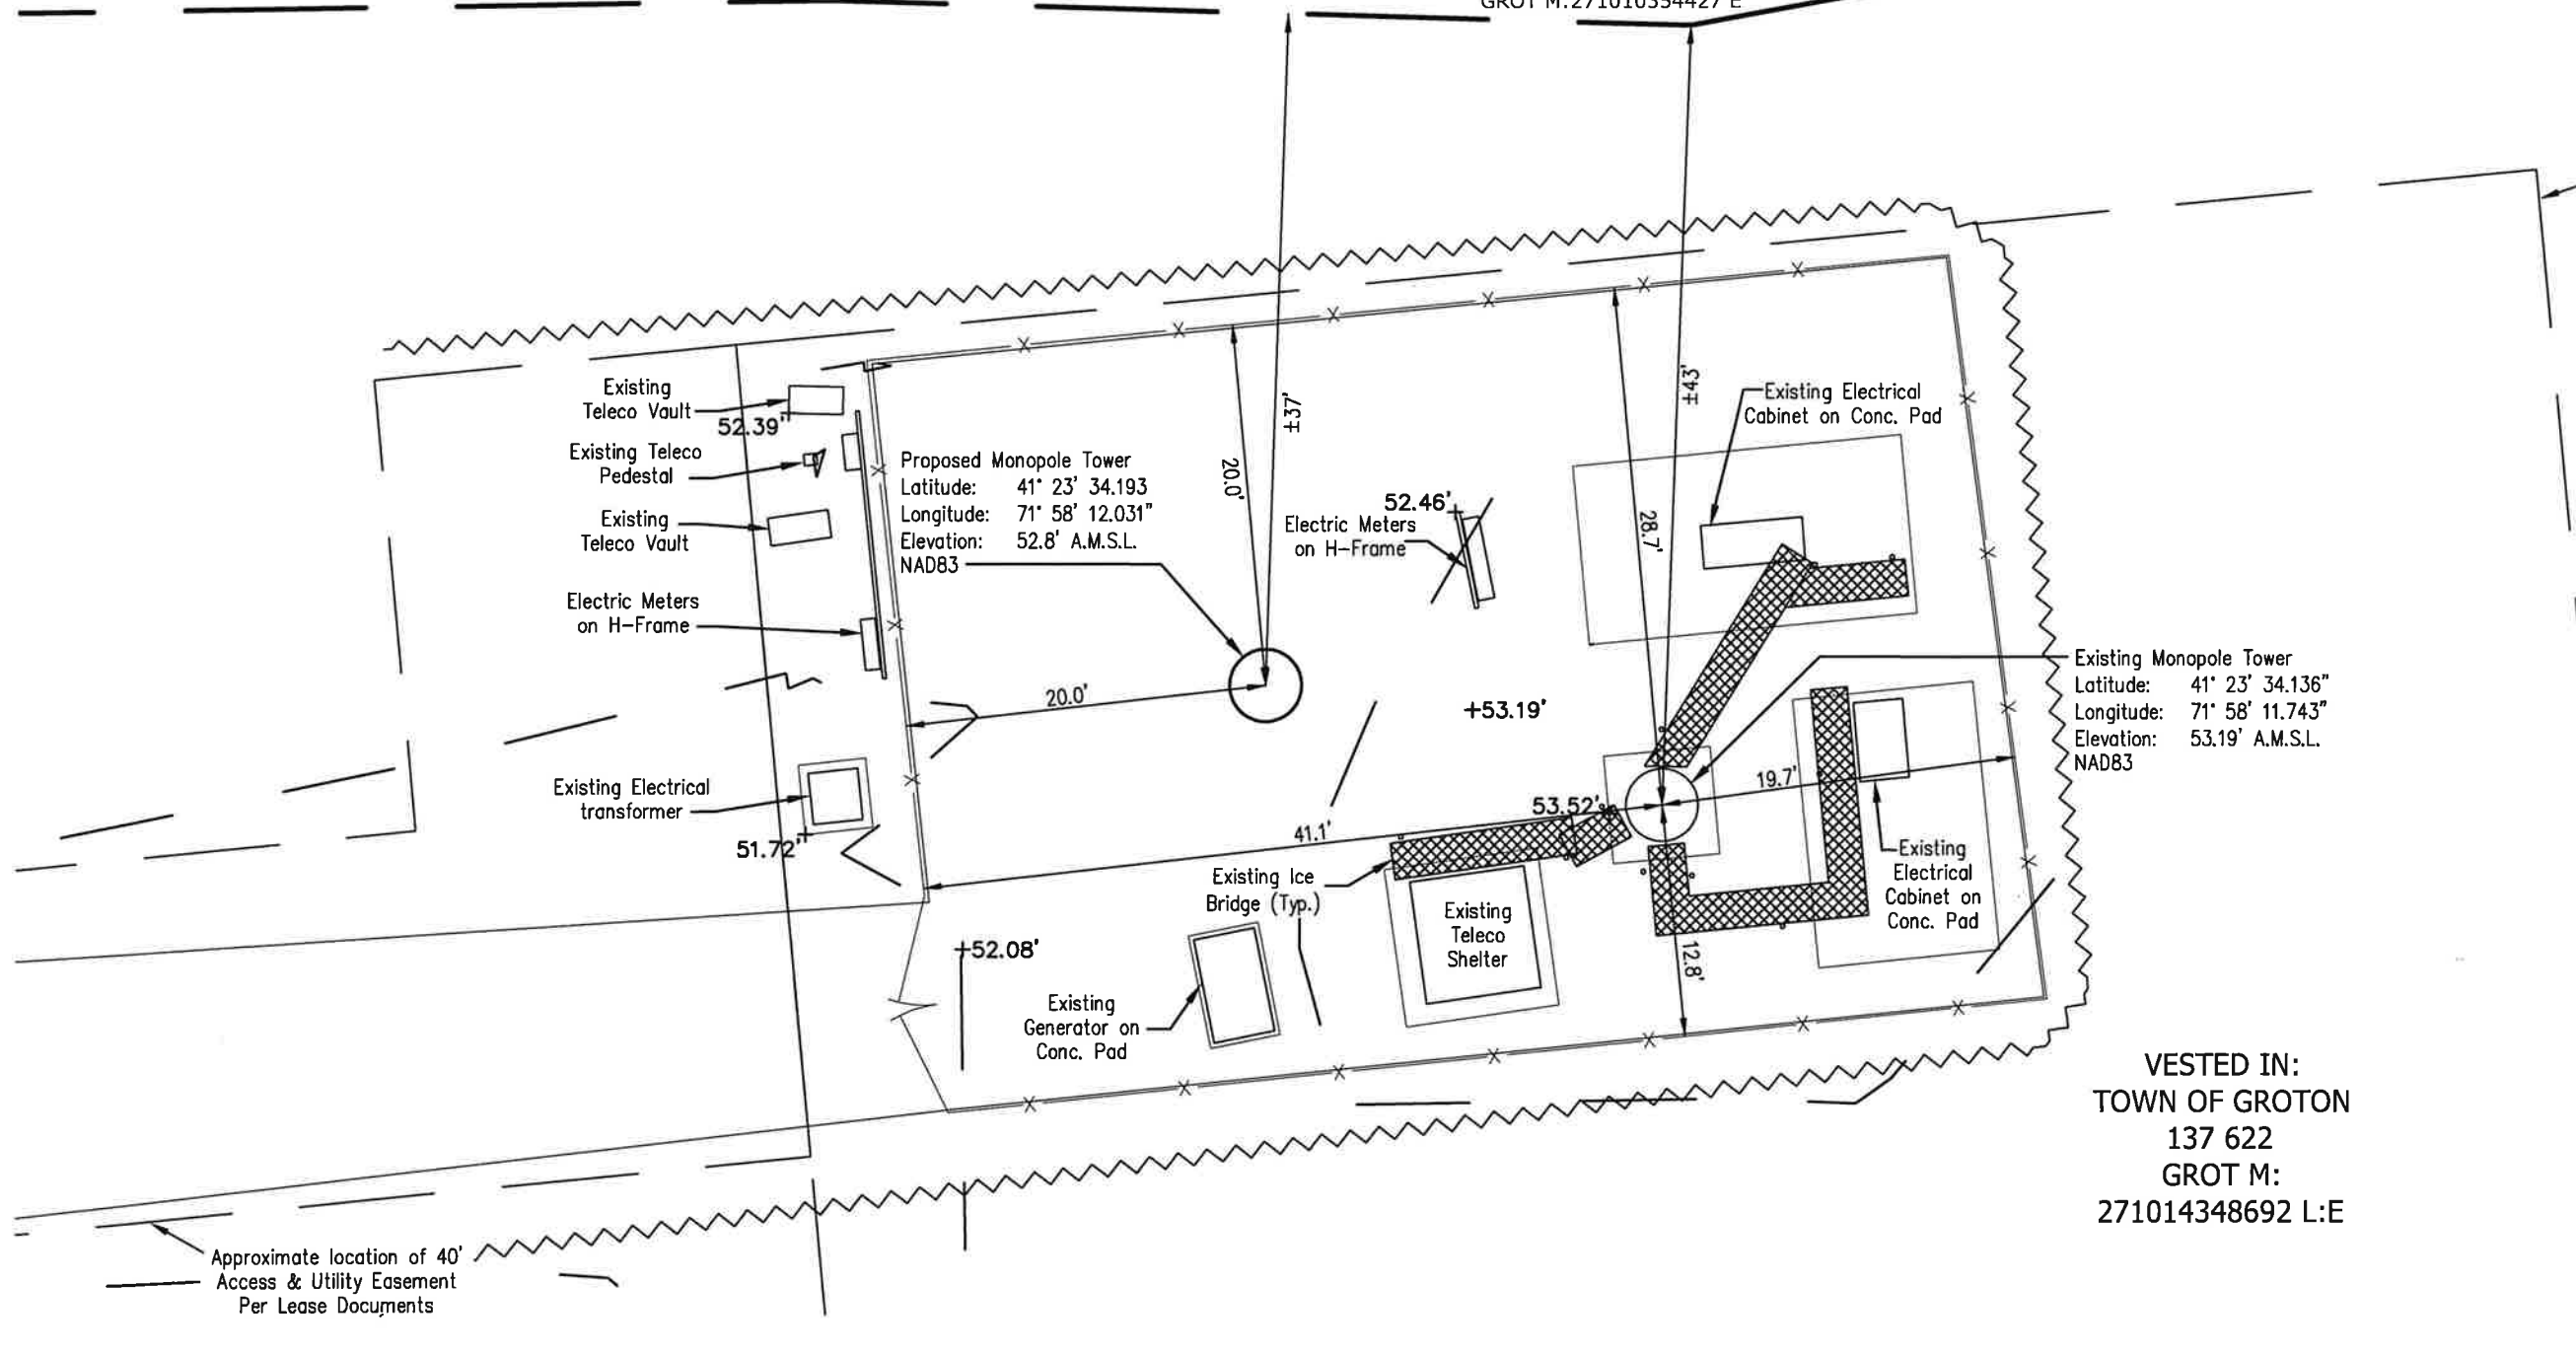 GROT M:271010354427 E
Existing
Teleco Vault
52.39'
Existing Teleco
Pedestal
Existing
Teleco Vault
Electric Meters
on H-Frame
Existing Electrical
transformer
51.72'
Proposed Monopole Tower
Latitude: 41° 23' 34.193
Longitude: 71° 58' 12.031"
Elevation: 52.8' A.M.S.L.
NAD83
20.0'
±37'
20.0'
52.46'
Electric Meters
on H-Frame
28.7'
±43'
Existing Electrical
Cabinet on Conc. Pad
+53.19'
Existing Monopole Tower
Latitude: 41° 23' 34.136"
Longitude: 71° 58' 11.743"
Elevation: 53.19' A.M.S.L.
NAD83
19.7'
53.52'
41.1'
Existing Ice
Bridge (Typ.)
Existing
Teleco
Shelter
12.8'
Existing
Electrical
Cabinet on
Conc. Pad
+52.08'
Existing
Generator on
Conc. Pad
VESTED IN:
TOWN OF GROTON
137 622
GROT M:
271014348692 L:E
Approximate location of 40'
Access & Utility Easement
Per Lease Documents